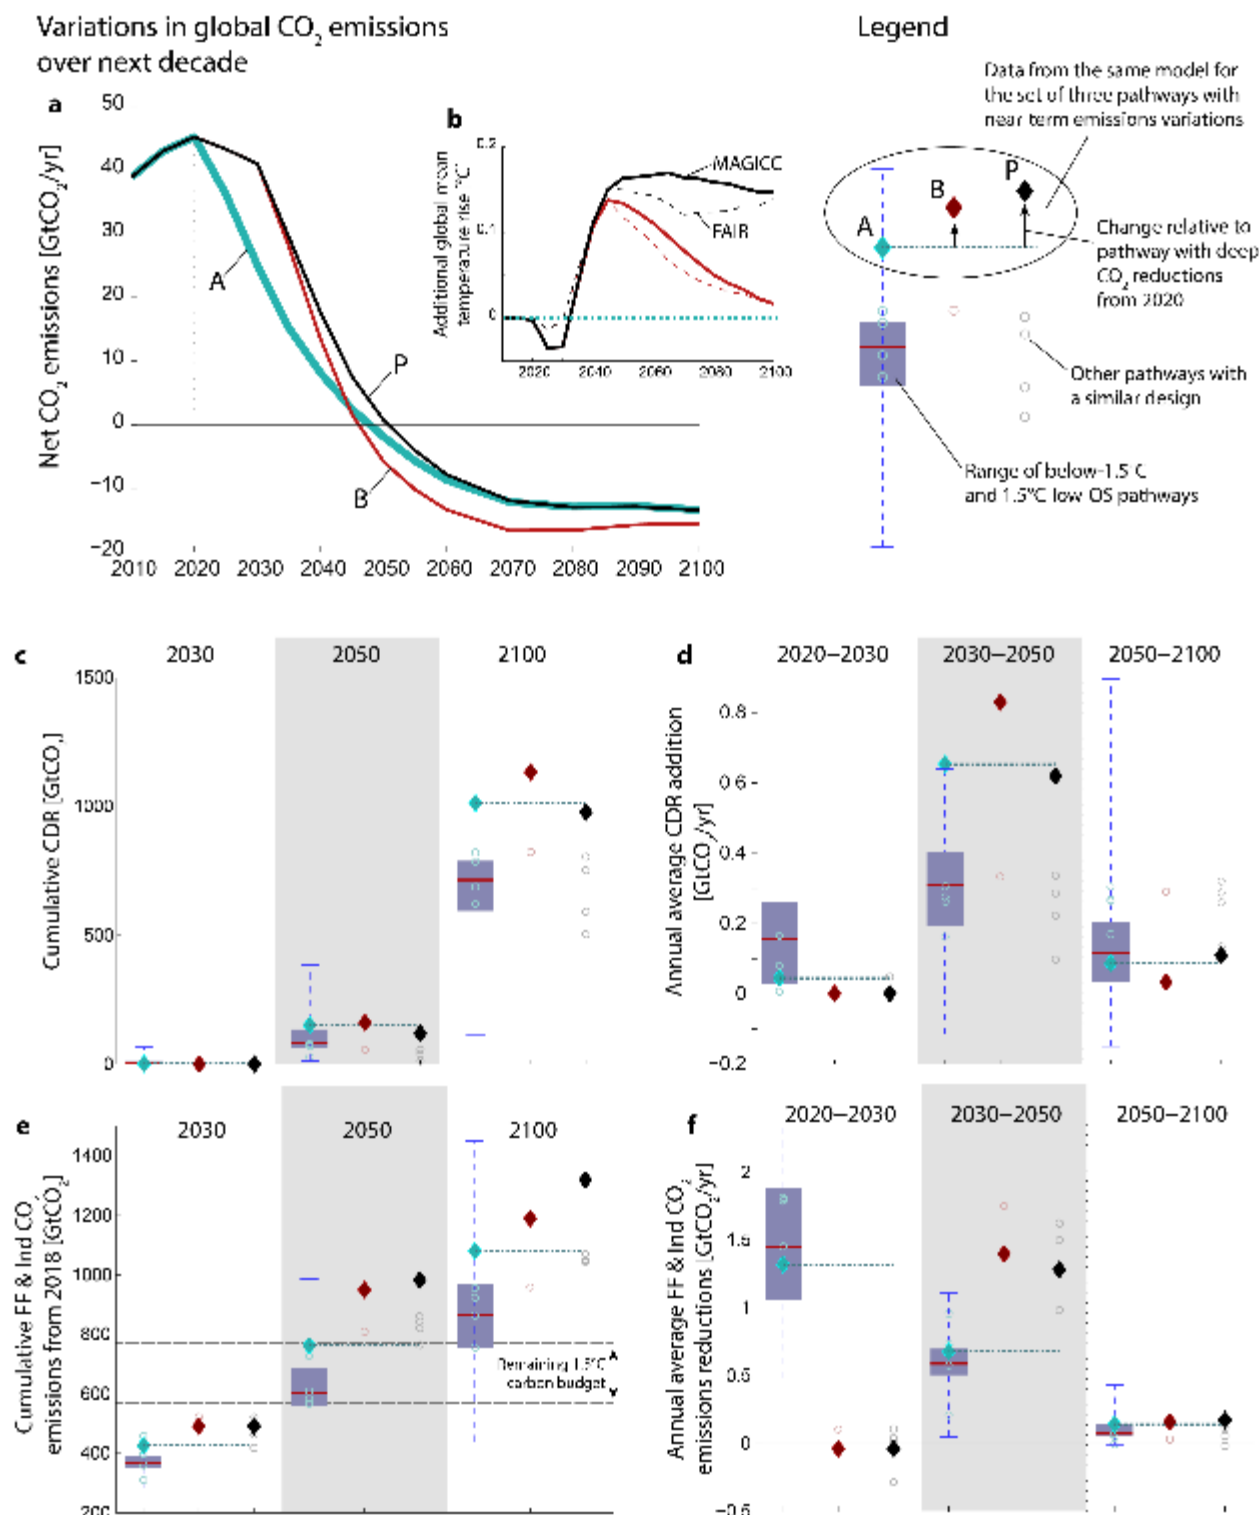 Variations in global CO2 emissions
over next decade
Legend
a
Net CO2 emissions [GtCO2/yr]
50
40
30
20
10
0
−10
−20
2010 2020 2030 2040 2050 2060 2070 2080 2090 2100
A
P
B
b
Additional global mean
temperature rise °C
0.2
0.1
0
2020 2040 2060 2080 2100
MAGICC
FAIR
Data from the same model for
the set of three pathways with
near term emissions variations
A
B
P
Change relative to
pathway with deep
CO2 reductions
from 2020
Other pathways with
a similar design
Range of below-1.5°C
and 1.5°C low OS pathways
c
2030 2050 2100
Cumulative CDR [GtCO2]
1500
1000
500
0
d
2020−2030 2030−2050 2050−2100
Annual average CDR addition
[GtCO2/yr]
0.8
0.6
0.4
0.2
0
−0.2
e
2030 2050 2100
Cumulative FF & Ind CO2
emissions from 2018 [GtCO2]
1400
1200
1000
800
600
400
200
Remaining 1.5°C
carbon budget
f
2020−2030 2030−2050 2050−2100
Annual average FF & Ind CO2
emissions reductions [GtCO2/yr]
2
1.5
1
0.5
0
−0.5